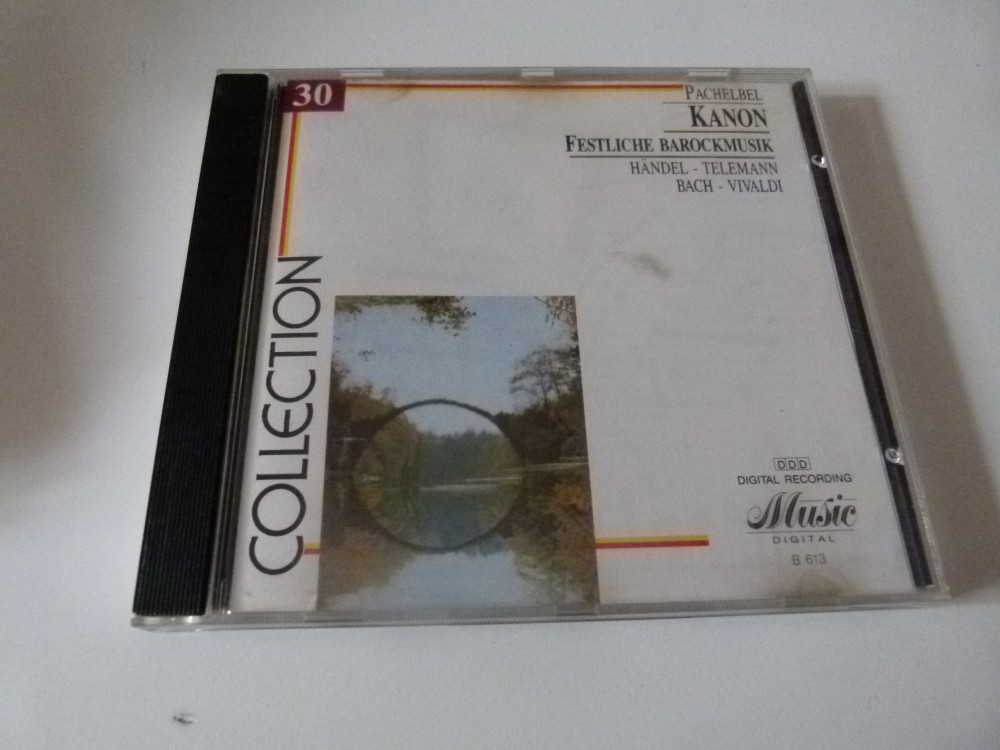 30
PACHELBEL
KANON
FESTLICHE BAROCKMUSIK
HÄNDEL - TELEMANN
BACH - VIVALDI
COLLECTION
DDD
DIGITAL RECORDING
Music
DIGITAL
B 613